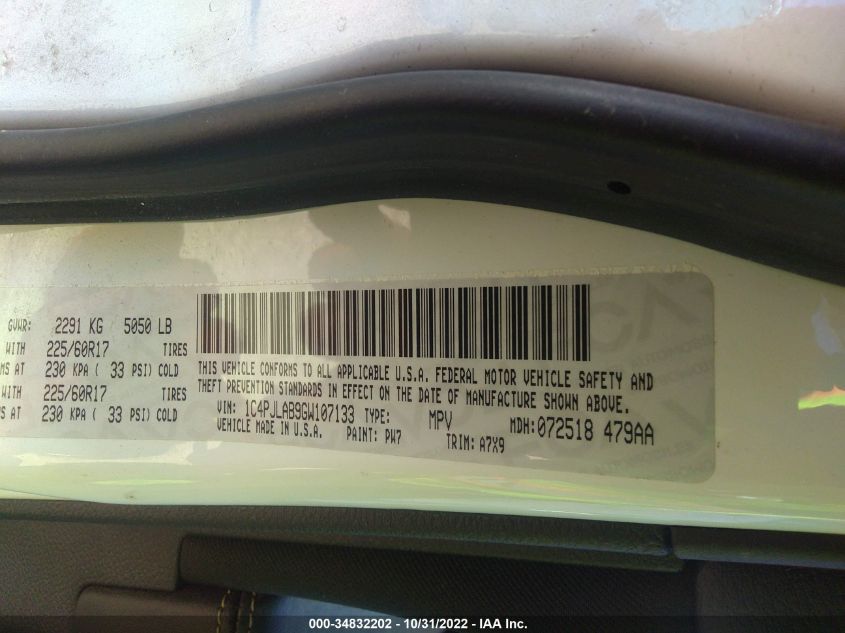 GVWR: 2291 KG 5050 LB
WITH 225/60R17 TIRES
MS AT 230 KPA ( 33 PSI) COLD
WITH 225/60R17 TIRES
S AT 230 KPA ( 33 PSI) COLD
THIS VEHICLE CONFORMS TO ALL APPLICABLE U.S.A. FEDERAL MOTOR VEHICLE SAFETY AND
THEFT PREVENTION STANDARDS IN EFFECT ON THE DATE OF MANUFACTURE SHOWN ABOVE.
VIN: 1C4PJLAB9GW107133 TYPE: MPV MDH: 072518 479AA
VEHICLE MADE IN U.S.A. PAINT: PW7 TRIM: A7X9
000-34832202 - 10/31/2022 - IAA Inc.